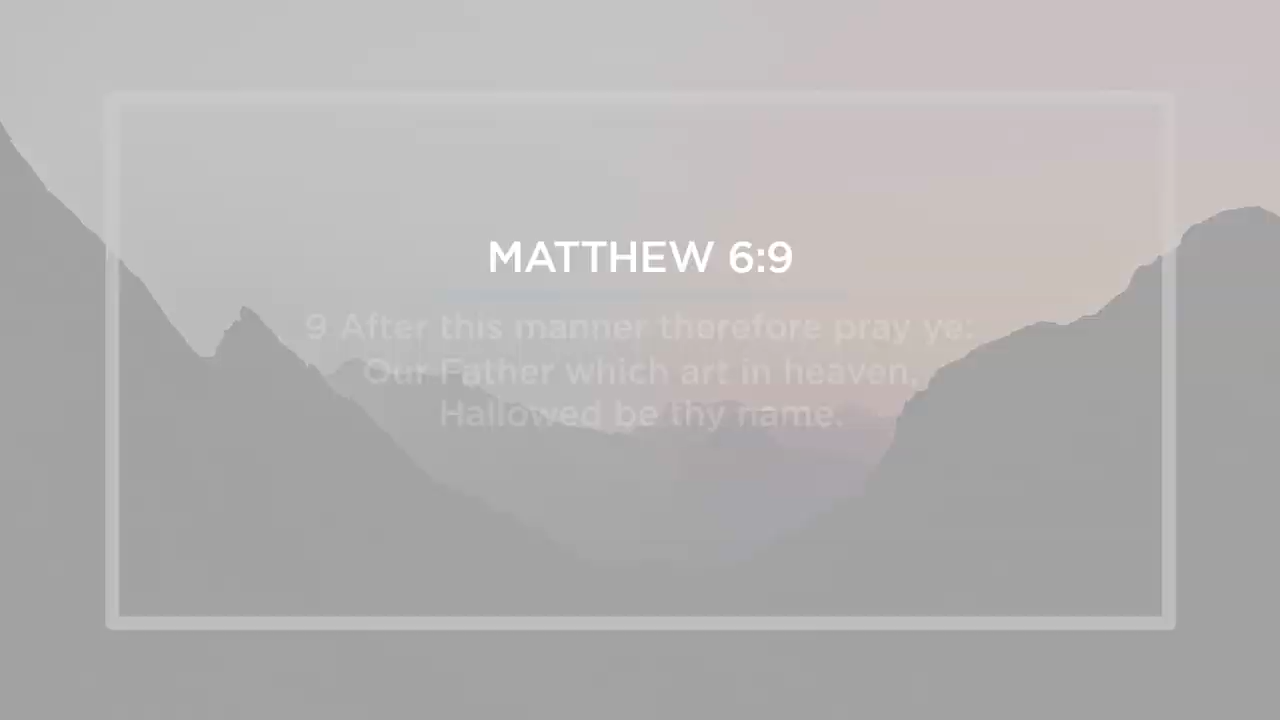 MATTHEW 6:9
9 After this manner therefore pray ye:
Our Father which art in heaven,
Hallowed be thy name.